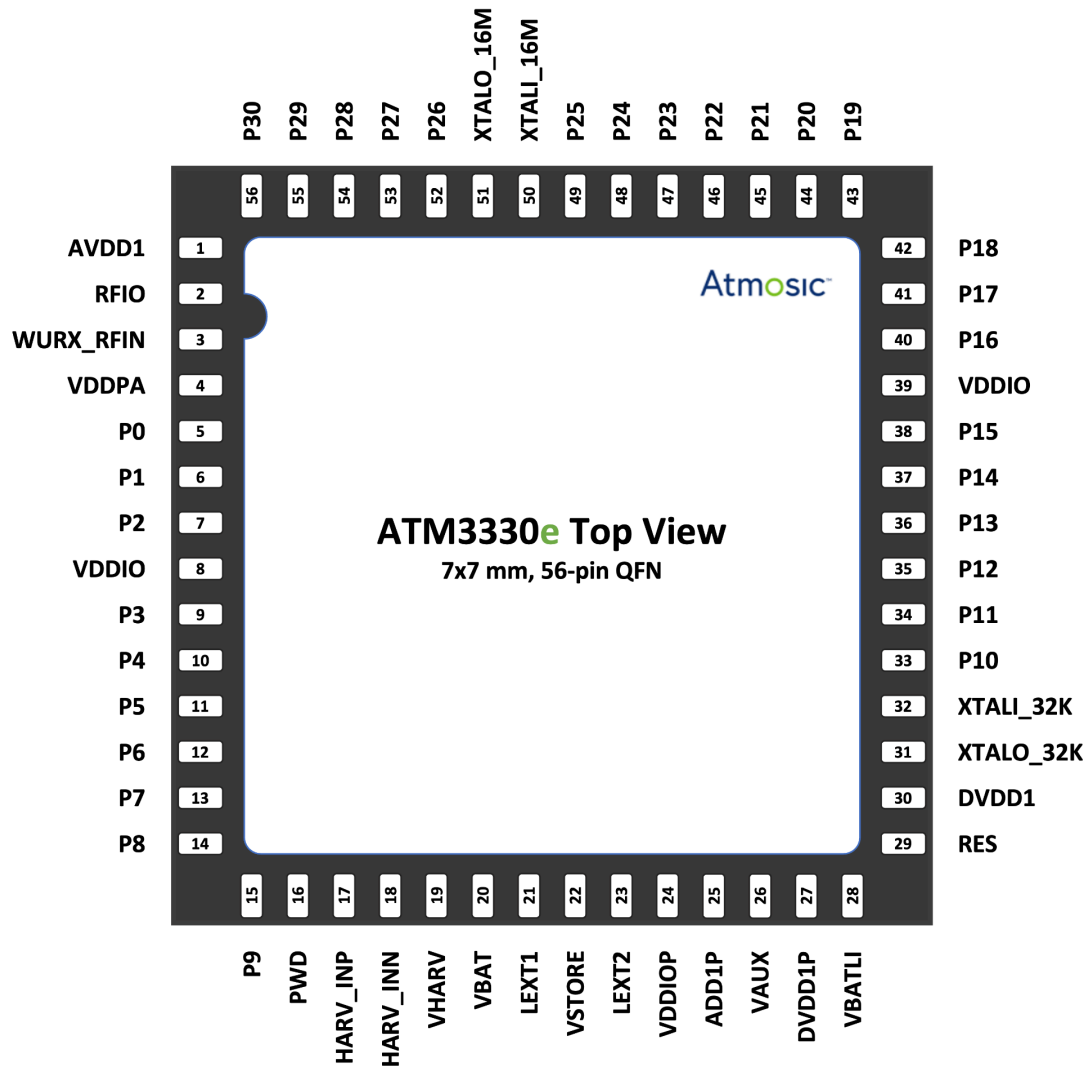 P30
P29
P28
P27
P26
XTALO_16M
XTALI_16M
P25
P24
P23
P22
P21
P20
P19
56
55
54
53
52
51
50
49
48
47
46
45
44
43
AVDD1 1
RFIO 2
WURX_RFIN 3
VDDPA 4
P0 5
P1 6
P2 7
VDDIO 8
P3 9
P4 10
P5 11
P6 12
P7 13
P8 14
Atmosic™
ATM3330e Top View
7x7 mm, 56-pin QFN
42 P18
41 P17
40 P16
39 VDDIO
38 P15
37 P14
36 P13
35 P12
34 P11
33 P10
32 XTALI_32K
31 XTALO_32K
30 DVDD1
29 RES
15
16
17
18
19
20
21
22
23
24
25
26
27
28
P9
PWD
HARV_INP
HARV_INN
VHARV
VBAT
LEXT1
VSTORE
LEXT2
VDDIOP
ADD1P
VAUX
DVDD1P
VBATLI